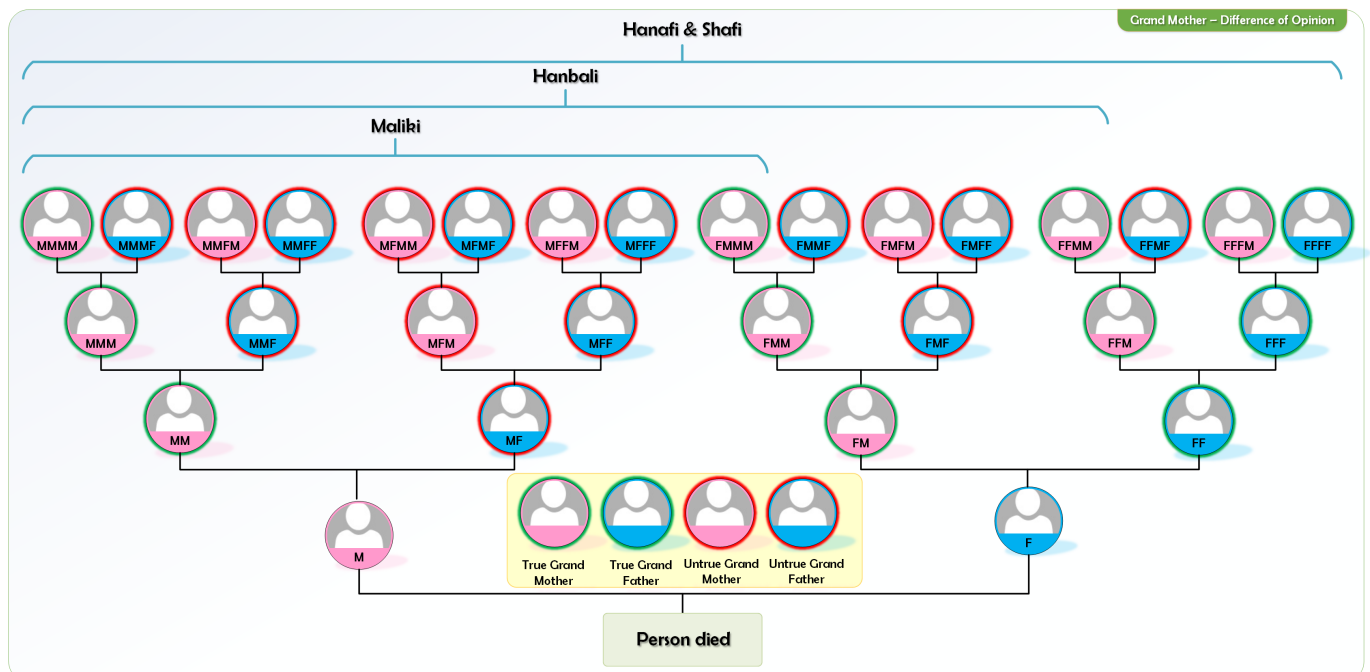 Grand Mother – Difference of Opinion
Hanafi & Shafi
Hanbali
Maliki
MMMM MMMF MMFM MMFF MFMM MFMF MFFM MFFF FMMM FMMF FMFM FMFF FFMM FFMF FFFM FFFF
MMM MMF MFM MFF FMM FMF FFM FFF
MM MF FM FF
M F
True Grand Mother
True Grand Father
Untrue Grand Mother
Untrue Grand Father
Person died